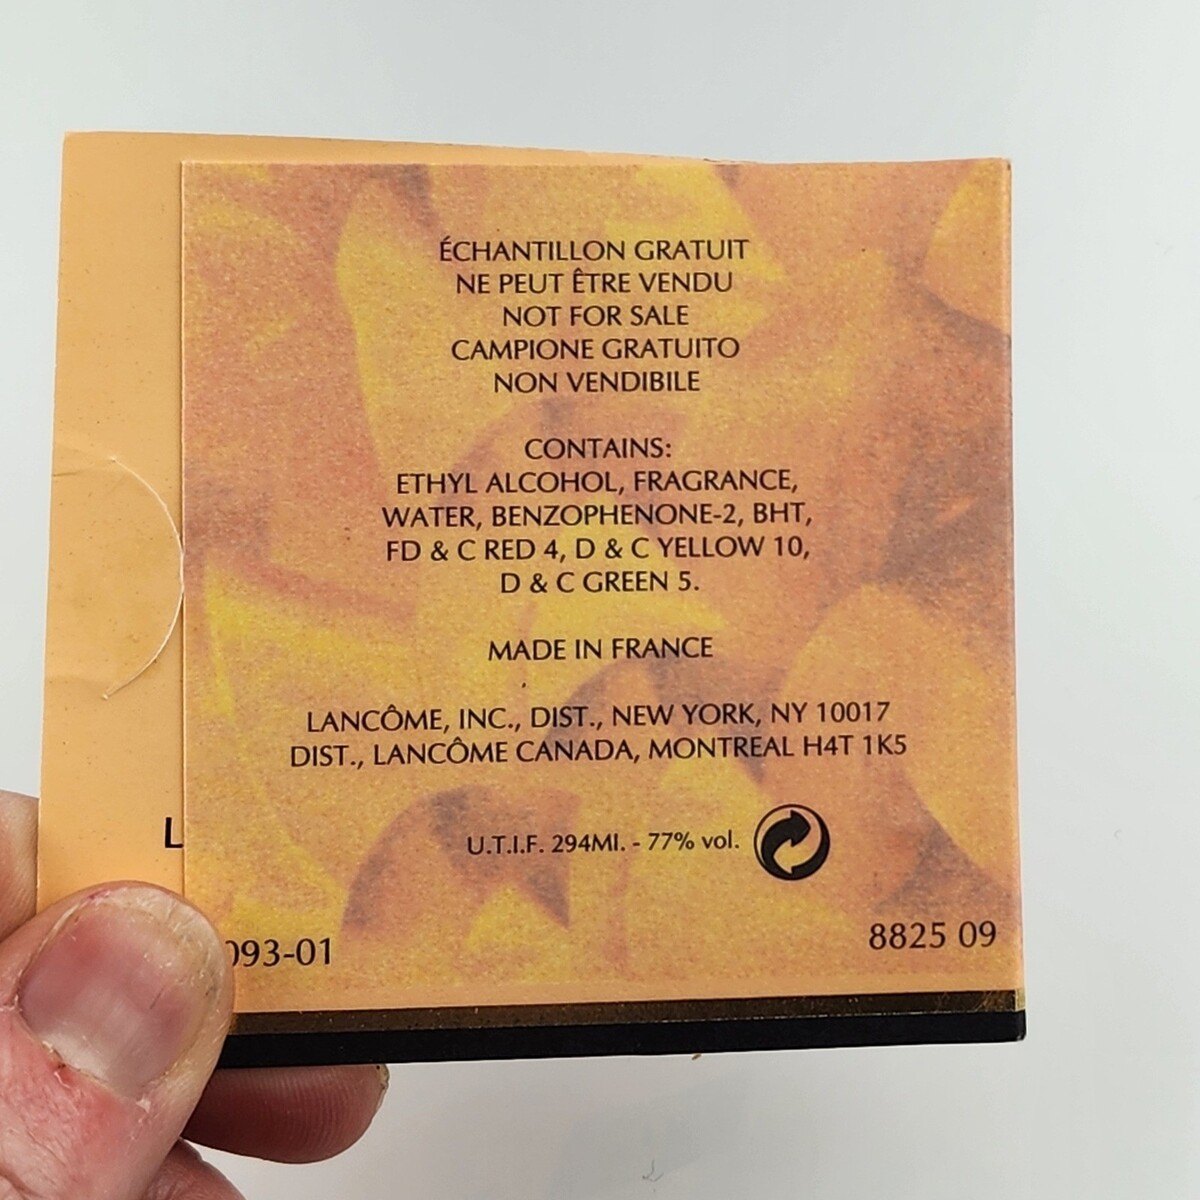 ÉCHANTILLON GRATUIT
NE PEUT ÊTRE VENDU
NOT FOR SALE
CAMPIONE GRATUITO
NON VENDIBILE
CONTAINS:
ETHYL ALCOHOL, FRAGRANCE,
WATER, BENZOPHENONE-2, BHT,
FD & C RED 4, D & C YELLOW 10,
D & C GREEN 5.
MADE IN FRANCE
LANCÔME, INC., DIST., NEW YORK, NY 10017
DIST., LANCÔME CANADA, MONTREAL H4T 1K5
U.T.I.F. 294MI. - 77% vol.
L
093-01
8825 09